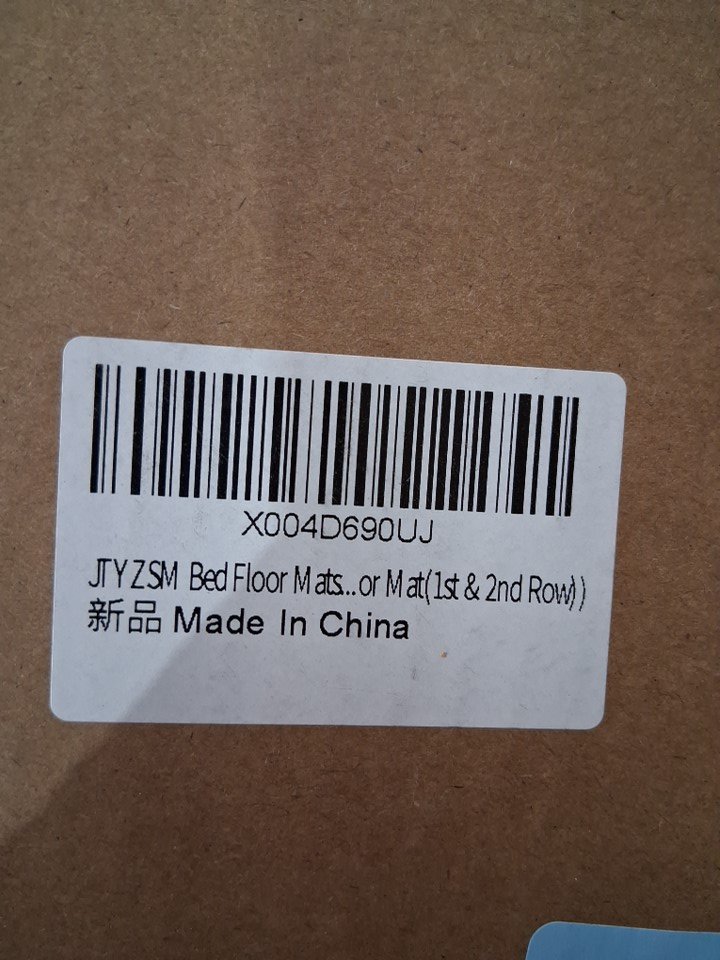 X004D690UJ
JTYZSM Bed Floor Mats...or Mat(1st & 2nd Row))
新品 Made In China